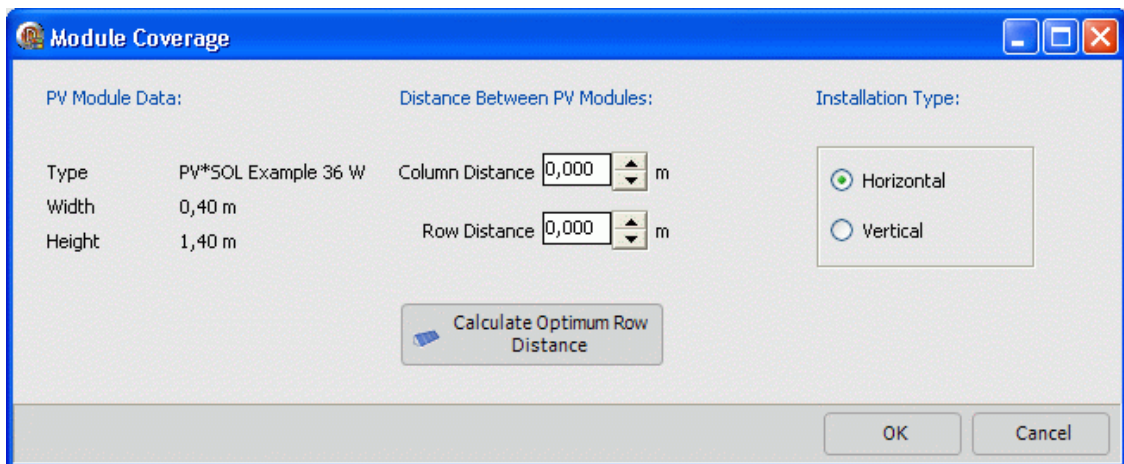 Module Coverage
PV Module Data:
Distance Between PV Modules:
Installation Type:
Type PV*SOL Example 36 W
Column Distance 0,000 m
Horizontal
Width 0,40 m
Height 1,40 m
Row Distance 0,000 m
Vertical
Calculate Optimum Row
Distance
OK
Cancel